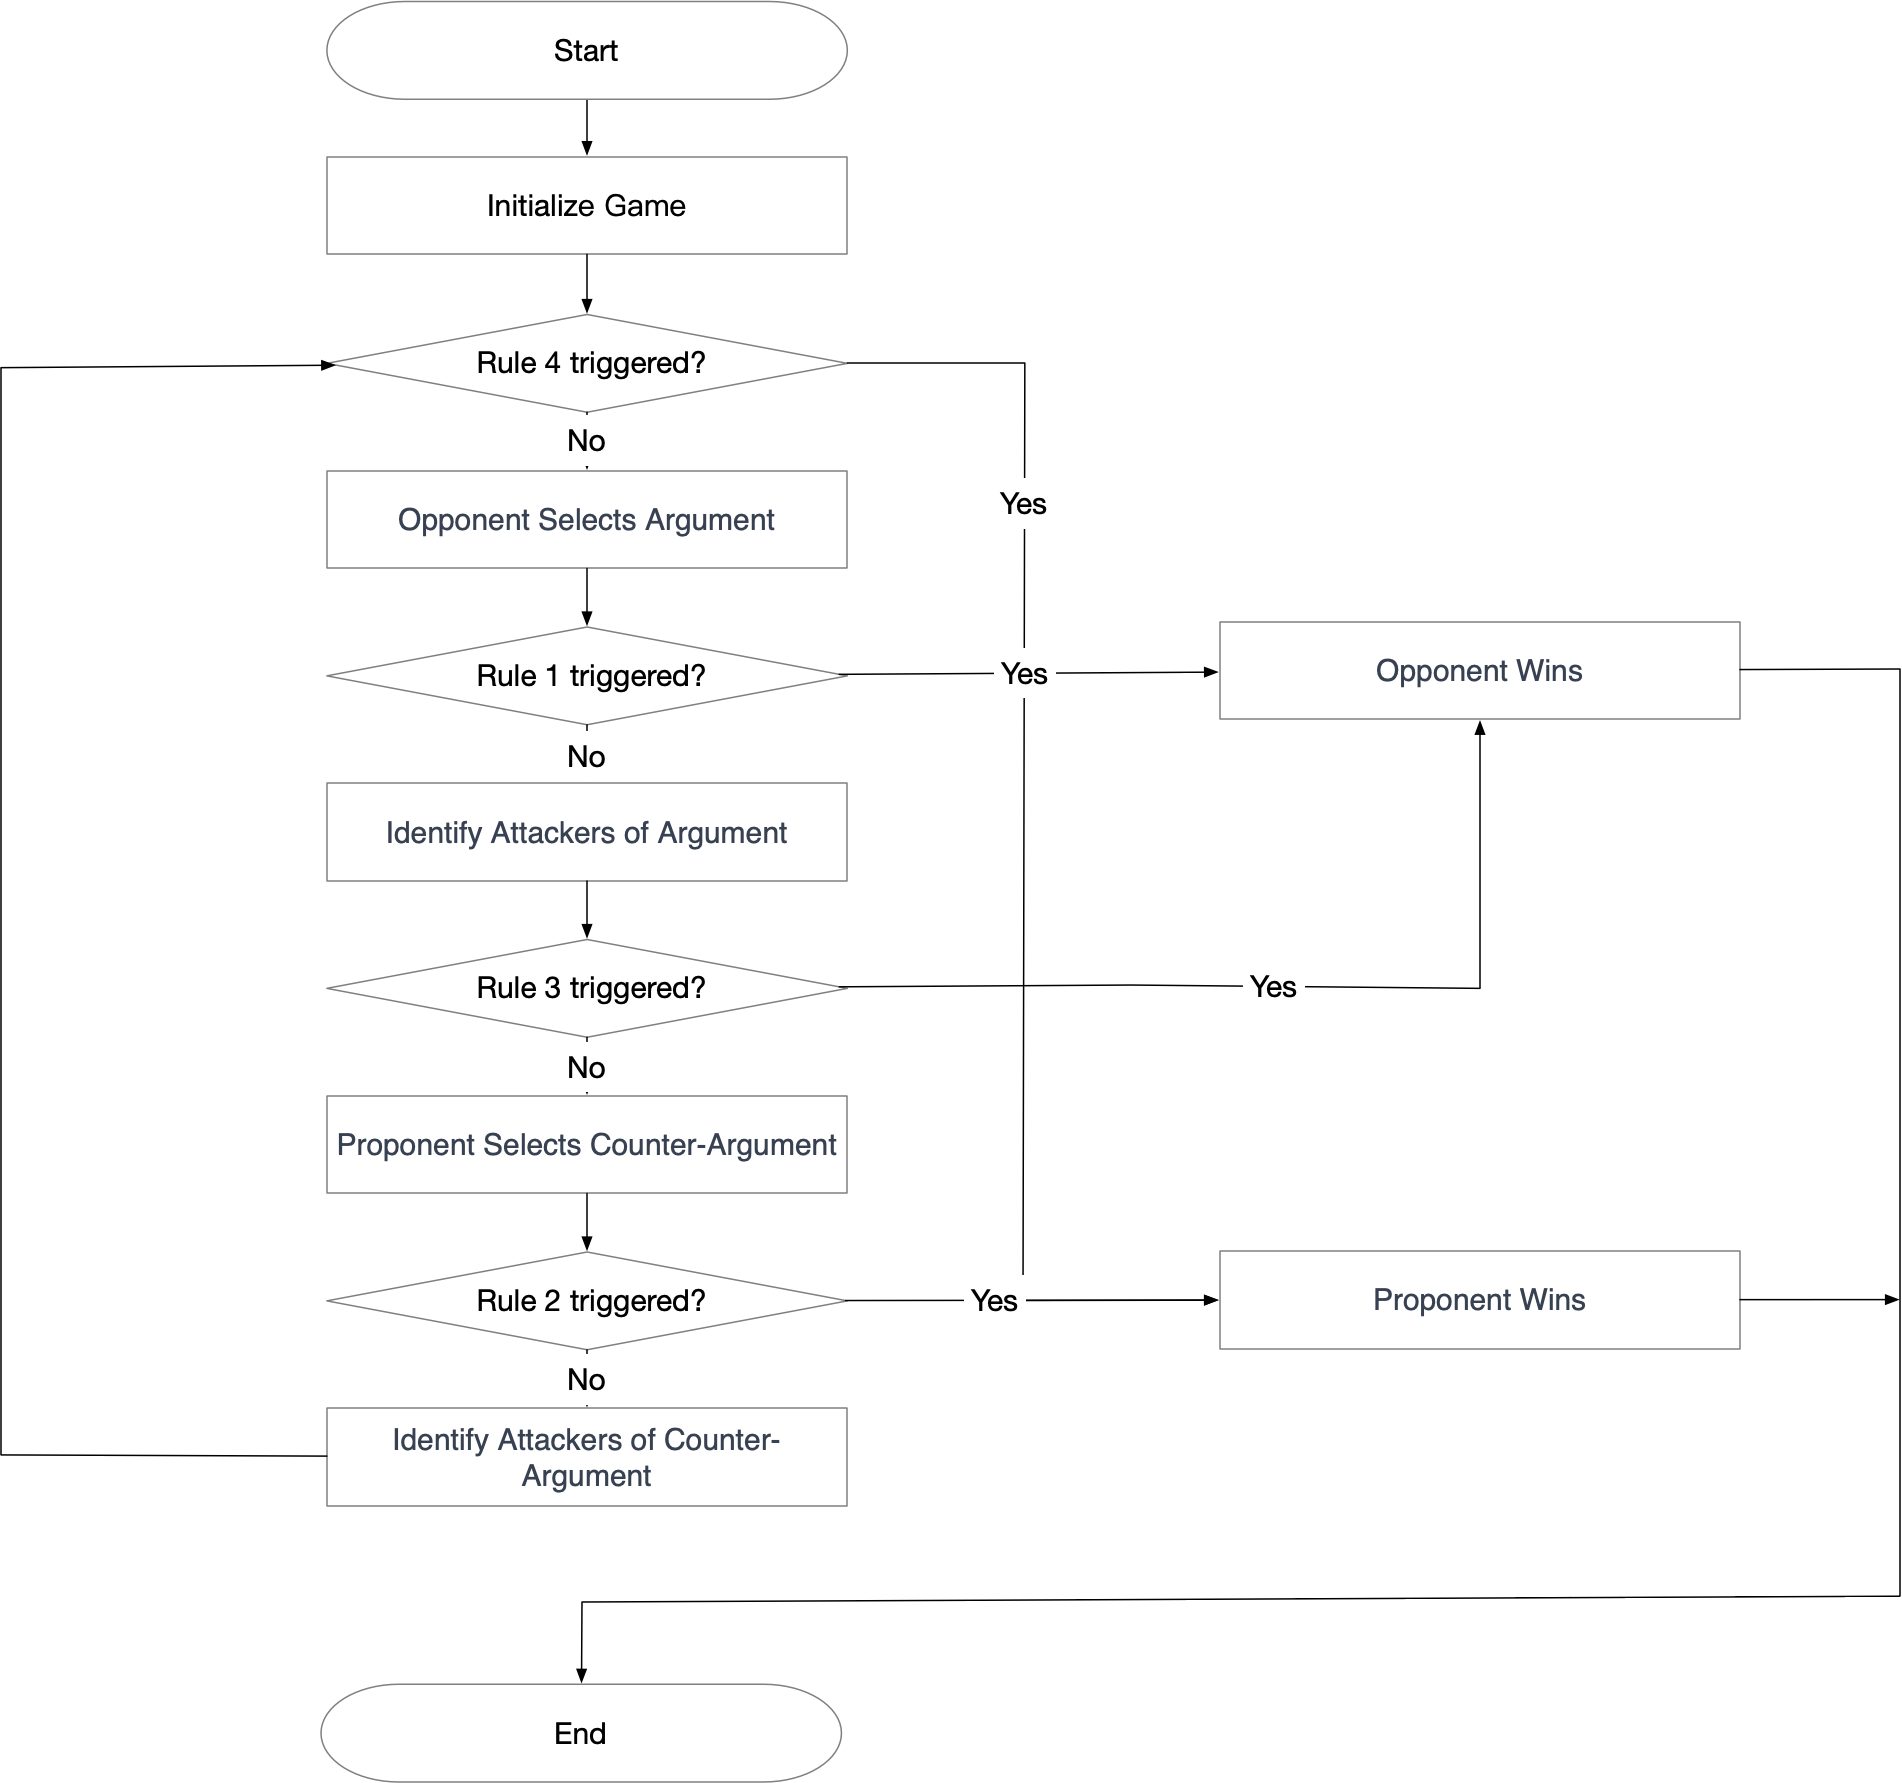 Start
Initialize Game
Rule 4 triggered?
No
Yes
Opponent Selects Argument
Rule 1 triggered?
Yes
Opponent Wins
No
Identify Attackers of Argument
Rule 3 triggered?
Yes
No
Proponent Selects Counter-Argument
Rule 2 triggered?
Yes
Proponent Wins
No
Identify Attackers of Counter-
Argument
End